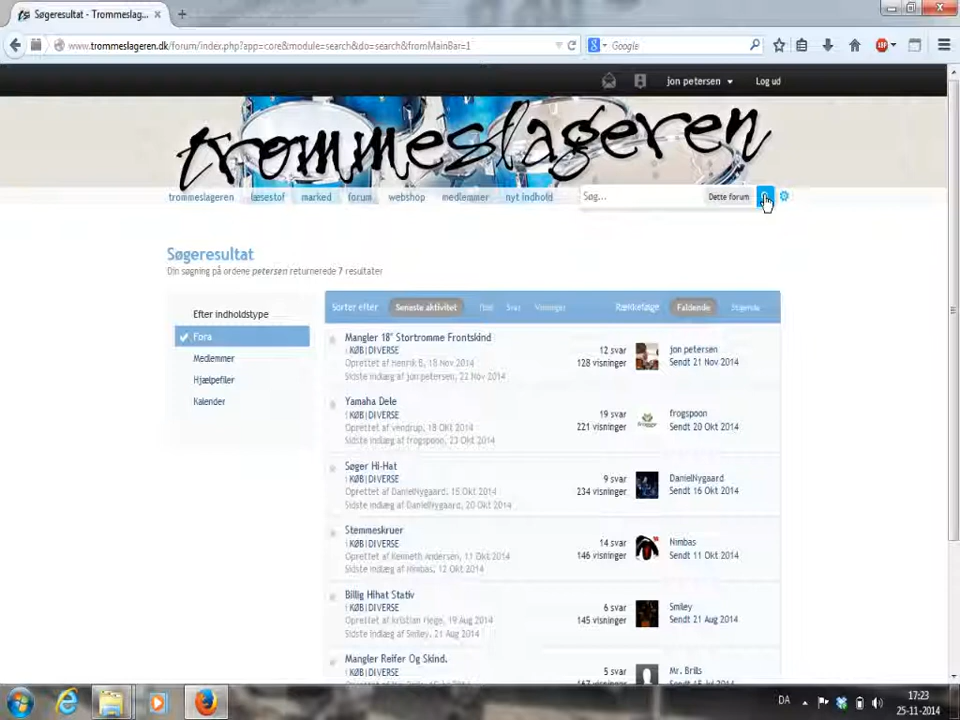 Søgeresultat - Trommeslag...
www.trommeslageren.dk/forum/index.php?app=core&module=search&do=search&fromMainBar=1
Google
jon petersen
Log ud
trommeslageren
trommeslageren læsestof marked forum webshop medlemmer nyt indhold
Søg...
Dette forum
Søgeresultat
Din søgning på ordene petersen returnerede 7 resultater
Efter indholdstype
Fora
Medlemmer
Hjælpefiler
Kalender
Sorter efter Seneste aktivitet Titel Svar Visninger Rækkefølge Faldende Stigende
Mangler 18" Stortromme Frontskind
i KØB|DIVERSE
Oprettet af Henrik B, 18 Nov 2014
Sidste indlæg af jon petersen, 22 Nov 2014
12 svar
128 visninger
jon petersen
Sendt 21 Nov 2014
Yamaha Dele
i KØB|DIVERSE
Oprettet af vendrup, 18 Okt 2014
Sidste indlæg af frogspoon, 23 Okt 2014
19 svar
221 visninger
frogspoon
Sendt 20 Okt 2014
Søger Hi-Hat
i KØB|DIVERSE
Oprettet af DanielNygaard, 15 Okt 2014
Sidste indlæg af DanielNygaard, 20 Okt 2014
9 svar
234 visninger
DanielNygaard
Sendt 16 Okt 2014
Stemmeskruer
i KØB|DIVERSE
Oprettet af Kenneth Andersen, 11 Okt 2014
Sidste indlæg af Nimbas, 12 Okt 2014
14 svar
146 visninger
Nimbas
Sendt 11 Okt 2014
Billig Hihat Stativ
i KØB|DIVERSE
Oprettet af kristian riege, 19 Aug 2014
Sidste indlæg af Smiley, 21 Aug 2014
6 svar
145 visninger
Smiley
Sendt 21 Aug 2014
Mangler Reifer Og Skind.
i KØB|DIVERSE
5 svar
Mr. Brils
DA
17:23
25-11-2014